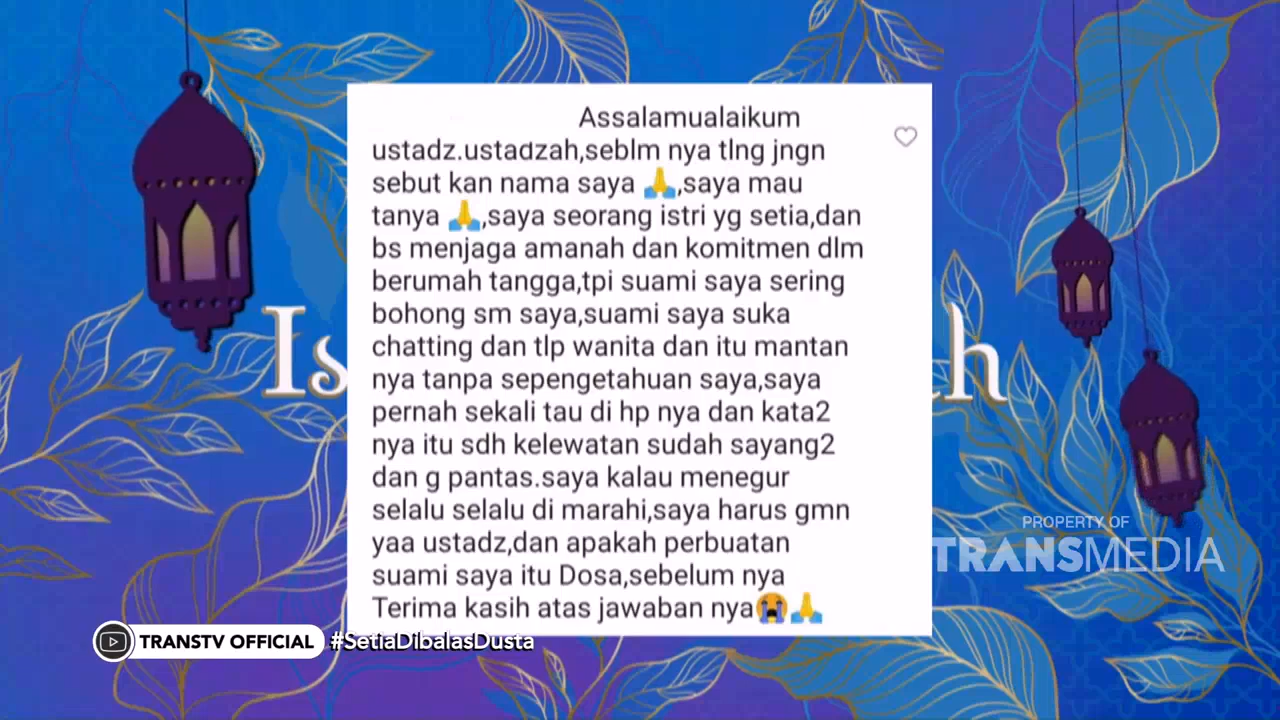 Assalamualaikum
ustadz.ustadzah,seblm nya tlng jngn
sebut kan nama saya 🙏,saya mau
tanya 🙏,saya seorang istri yg setia,dan
bs menjaga amanah dan komitmen dlm
berumah tangga,tpi suami saya sering
bohong sm saya,suami saya suka
chatting dan tlp wanita dan itu mantan
nya tanpa sepengetahuan saya,saya
pernah sekali tau di hp nya dan kata2
nya itu sdh kelewatan sudah sayang2
dan g pantas.saya kalau menegur
selalu selalu di marahi,saya harus gmn
yaa ustadz,dan apakah perbuatan
suami saya itu Dosa,sebelum nya
Terima kasih atas jawaban nya😭🙏
Is
h
PROPERTY OF
TRANSMEDIA
TRANSTV OFFICIAL #SetiaDibalasDusta